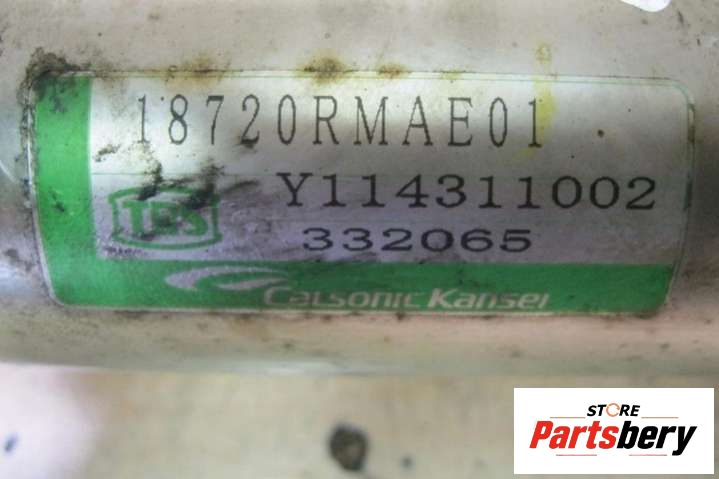 18720RMAE01
Y114311002
332065
Calsonic Kansei
STORE
Partsbery